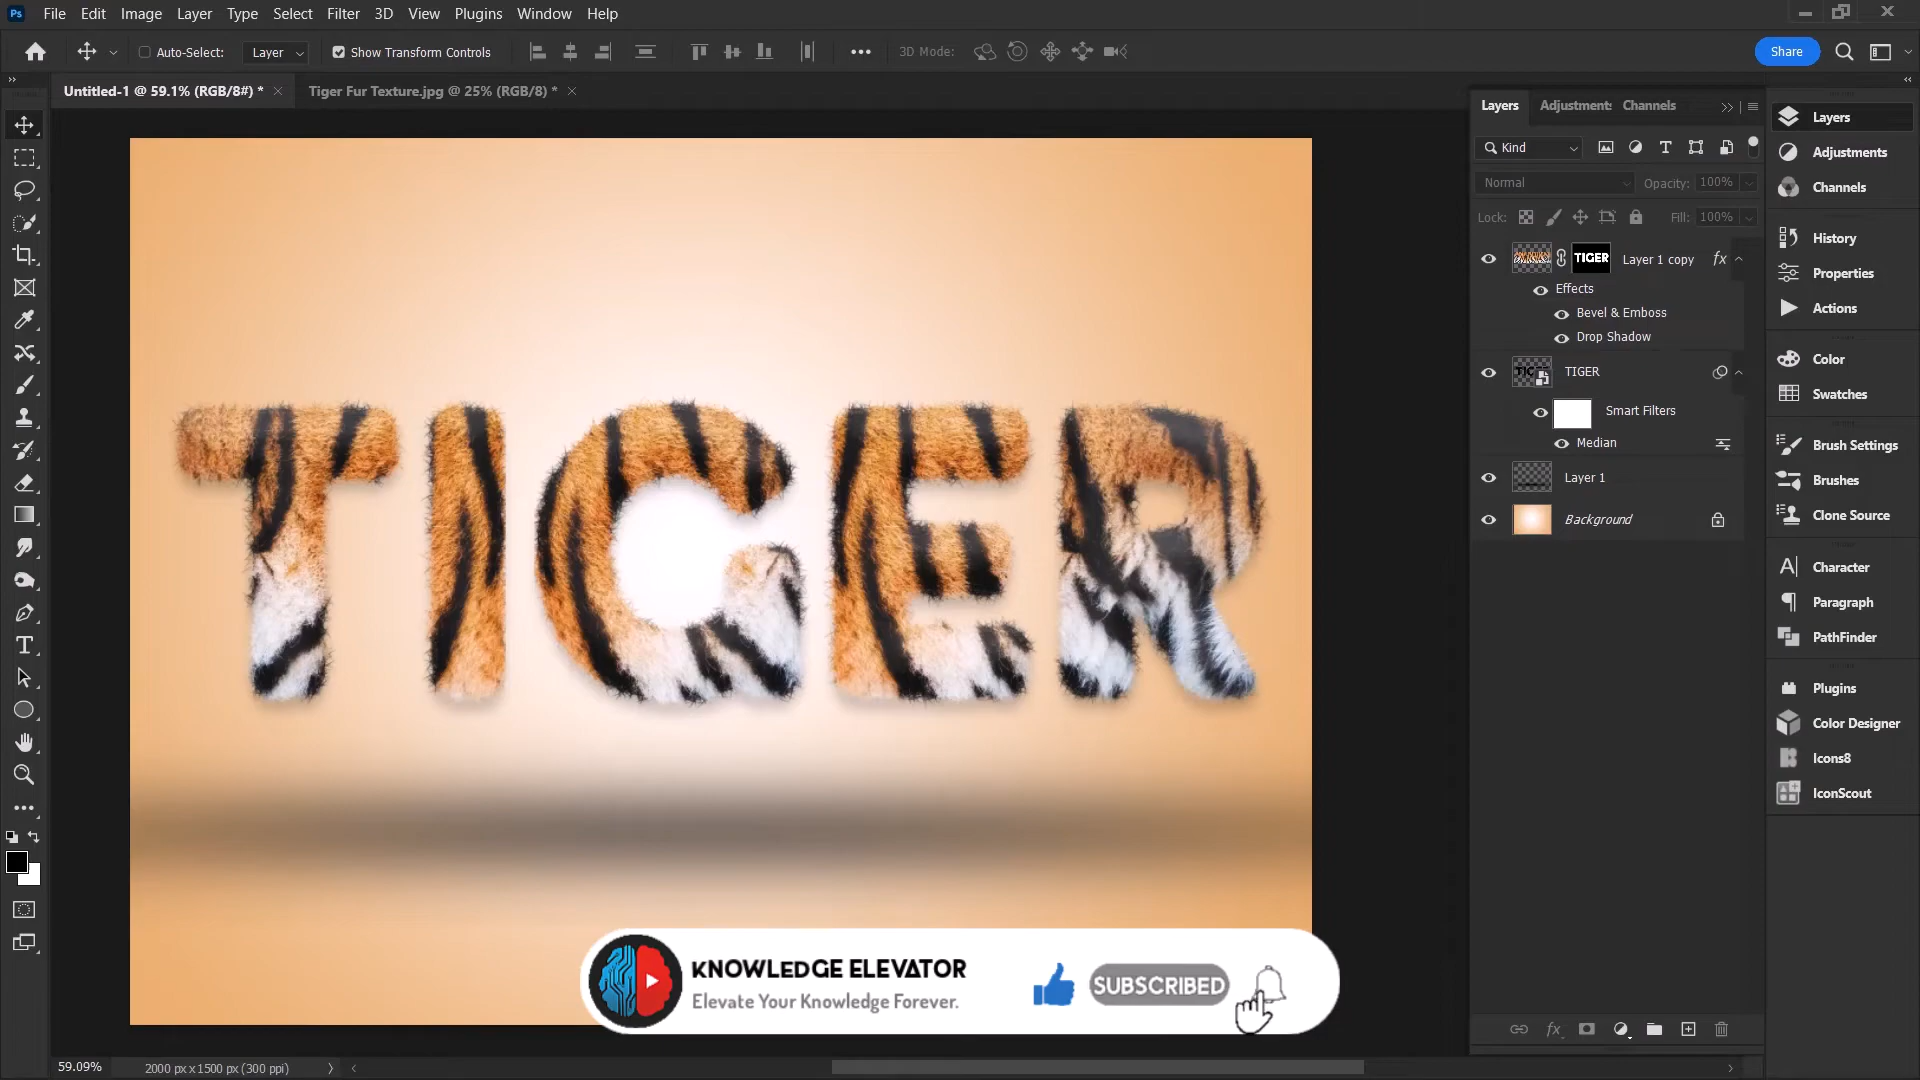 Ps File Edit Image Layer Type Select Filter 3D View Plugins Window Help
Auto-Select: Layer Show Transform Controls 3D Mode: Share
Untitled-1 @ 59.1% (RGB/8#) * Tiger Fur Texture.jpg @ 25% (RGB/8) *
Layers Adjustments Channels
Kind
Normal Opacity: 100%
Lock: Fill: 100%
TIGER Layer 1 copy fx
Effects
Bevel & Emboss
Drop Shadow
TIGER
Smart Filters
Median
Layer 1
Background
Layers
Adjustments
Channels
History
Properties
Actions
Color
Swatches
Brush Settings
Brushes
Clone Source
Character
Paragraph
PathFinder
Plugins
Color Designer
Icons8
IconScout
TIGER
KNOWLEDGE ELEVATOR
Elevate Your Knowledge Forever.
SUBSCRIBED
fx
59.09% 2000 px x 1500 px (300 ppi)